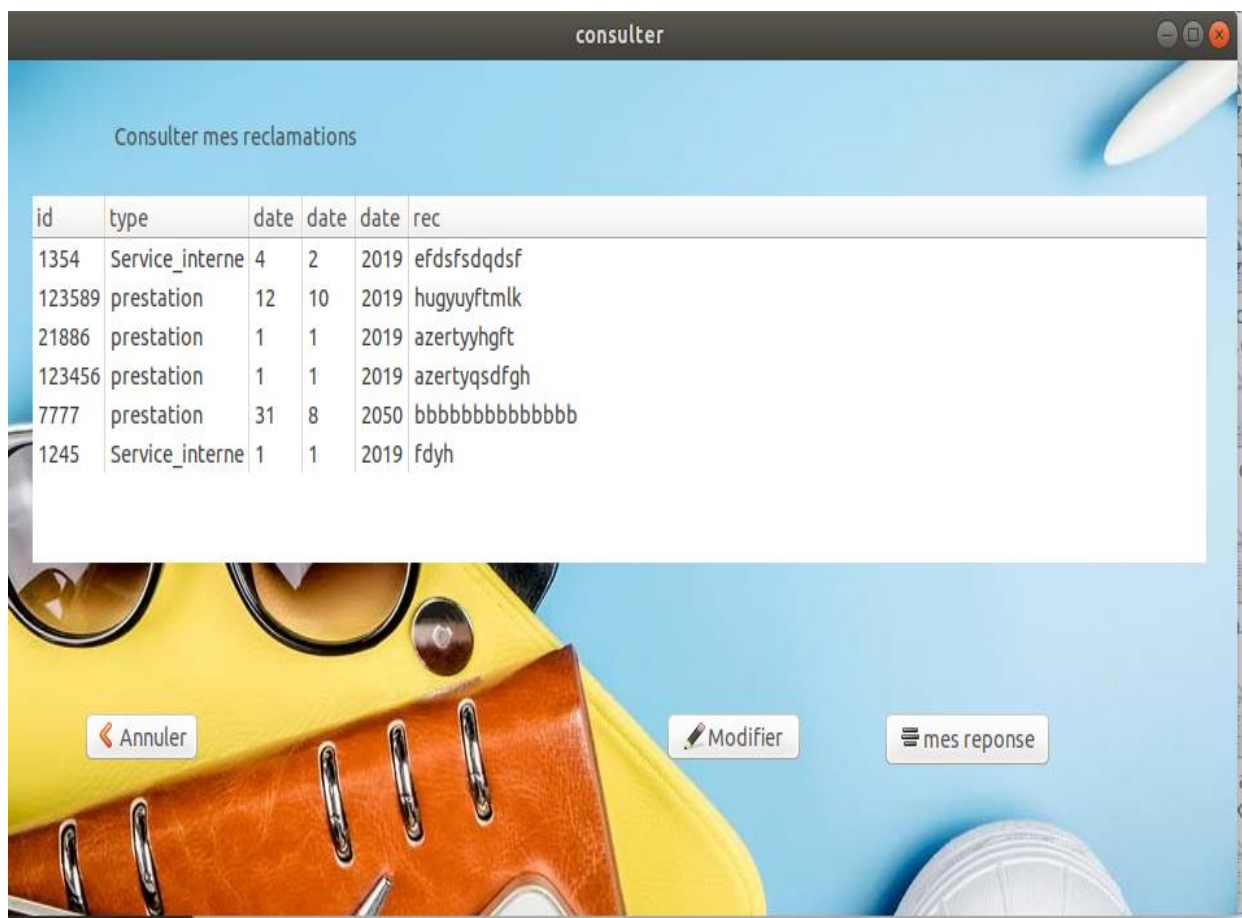 consulter
Consulter mes reclamations
id type date date date rec
1354 Service_interne 4 2 2019 efdsfsdqdsf
123589 prestation 12 10 2019 hugyuyftmlk
21886 prestation 1 1 2019 azertyyhgft
123456 prestation 1 1 2019 azertyqsdfgh
7777 prestation 31 8 2050 bbbbbbbbbbbbbb
1245 Service_interne 1 1 2019 fdyh
Annuler Modifier mes reponse